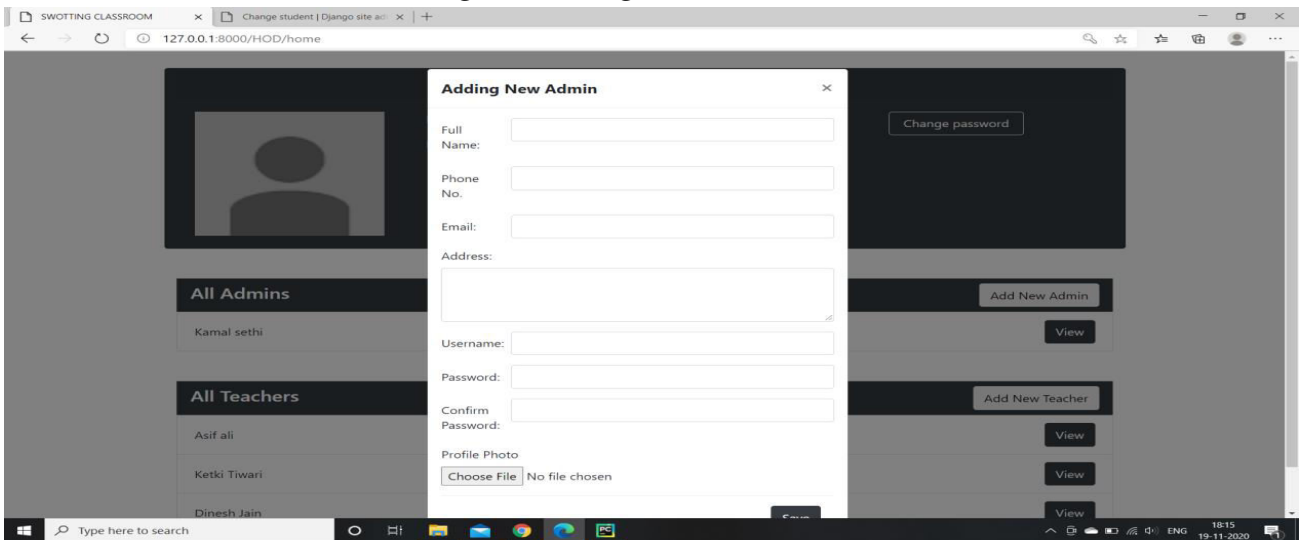 SWOTTING CLASSROOM
Change student | Django site ad
127.0.0.1:8000/HOD/home
Adding New Admin
Change password
Full
Name:
Phone
No.
Email:
Address:
All Admins Add New Admin
Kamal sethi View
Username:
Password:
All Teachers Add New Teacher
Confirm
Password:
Asif ali View
Profile Photo
Choose File No file chosen
Ketki Tiwari View
Dinesh Jain View
Save
Type here to search
PC
ENG
18:15
19-11-2020